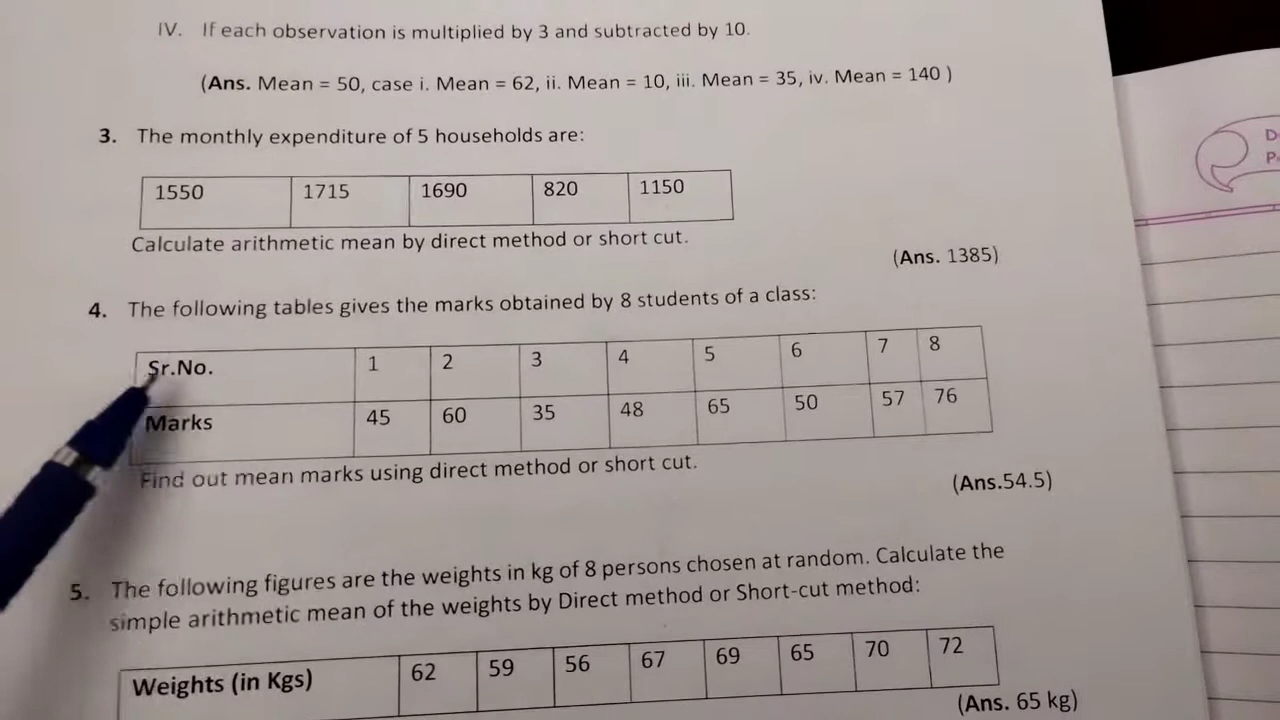 IV. If each observation is multiplied by 3 and subtracted by 10.
(Ans. Mean = 50, case i. Mean = 62, ii. Mean = 10, iii. Mean = 35, iv. Mean = 140 )
3. The monthly expenditure of 5 households are:
1550 1715 1690 820 1150
Calculate arithmetic mean by direct method or short cut.
(Ans. 1385)
4. The following tables gives the marks obtained by 8 students of a class:
Sr.No. 1 2 3 4 5 6 7 8
Marks 45 60 35 48 65 50 57 76
Find out mean marks using direct method or short cut.
(Ans.54.5)
5. The following figures are the weights in kg of 8 persons chosen at random. Calculate the
simple arithmetic mean of the weights by Direct method or Short-cut method:
Weights (in Kgs) 62 59 56 67 69 65 70 72
(Ans. 65 kg)